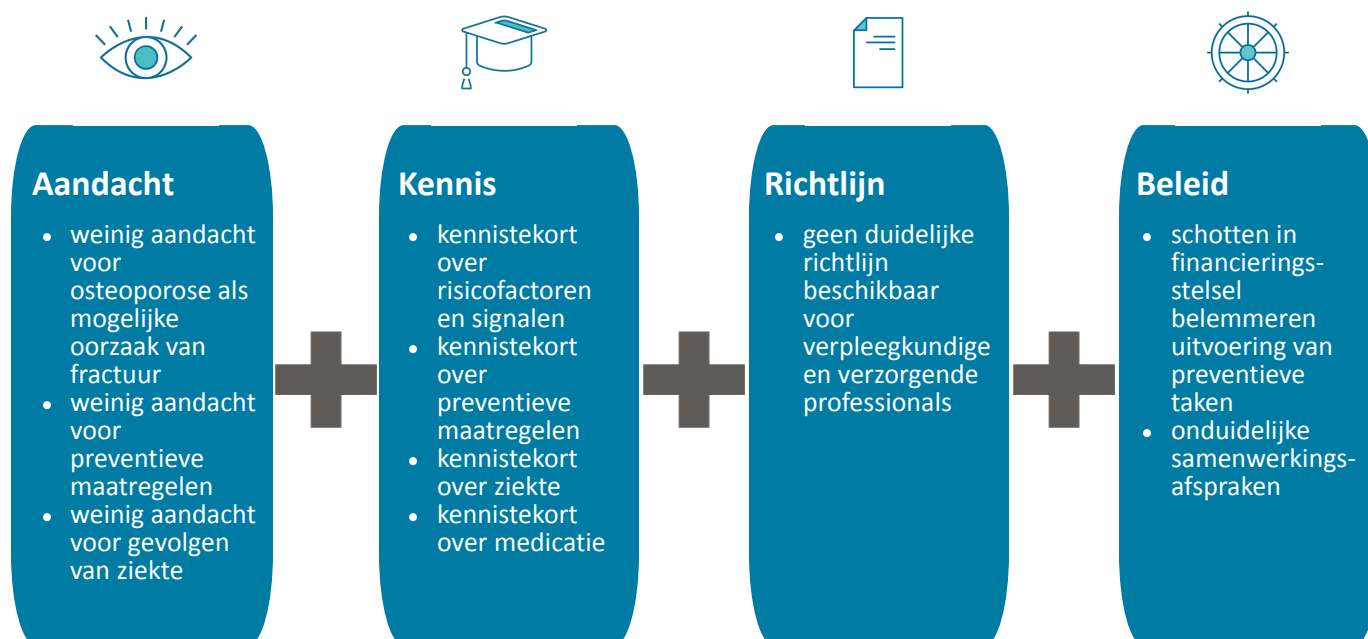 Aandacht
• weinig aandacht
voor
osteoporose als
mogelijke
oorzaak van
fractuur
• weinig aandacht
voor
preventieve
maatregelen
• weinig aandacht
voor gevolgen
van ziekte
Kennis
• kennistekort
over
risicofactoren
en signalen
• kennistekort
over
preventieve
maatregelen
• kennistekort
over ziekte
• kennistekort
over medicatie
Richtlijn
• geen duidelijke
richtlijn
beschikbaar
voor
verpleegkundige
en verzorgende
professionals
Beleid
• schotten in
financierings-
stelsel
belemmeren
uitvoering van
preventieve
taken
• onduidelijke
samenwerkings-
afspraken